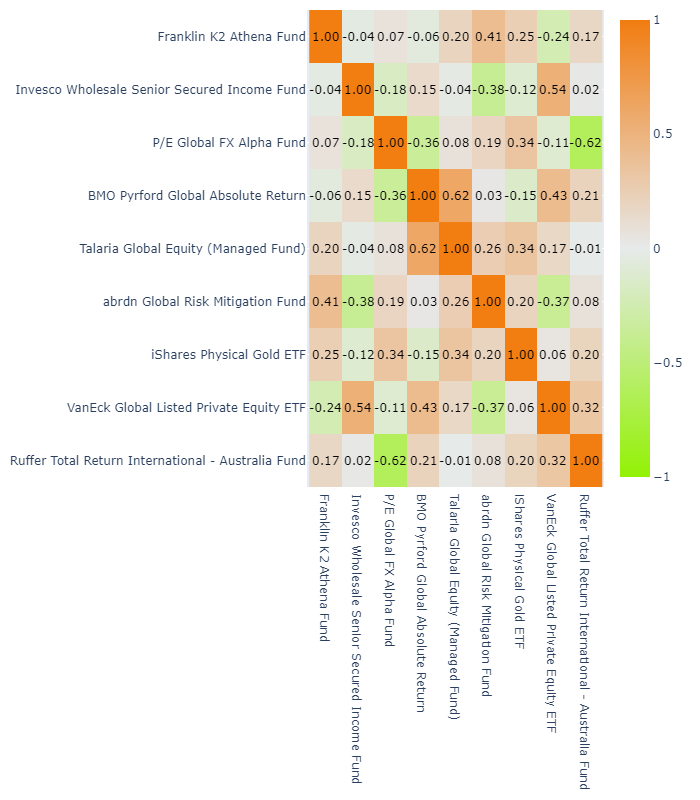 Franklin K2 Athena Fund 1.00 -0.04 0.07 -0.06 0.20 0.41 0.25 -0.24 0.17
Invesco Wholesale Senior Secured Income Fund -0.04 1.00 -0.18 0.15 -0.04 -0.38 -0.12 0.54 0.02
P/E Global FX Alpha Fund 0.07 -0.18 1.00 -0.36 0.08 0.19 0.34 -0.11 -0.62
BMO Pyrford Global Absolute Return -0.06 0.15 -0.36 1.00 0.62 0.03 -0.15 0.43 0.21
Talaria Global Equity (Managed Fund) 0.20 -0.04 0.08 0.62 1.00 0.26 0.34 0.17 -0.01
abrdn Global Risk Mitigation Fund 0.41 -0.38 0.19 0.03 0.26 1.00 0.20 -0.37 0.08
iShares Physical Gold ETF 0.25 -0.12 0.34 -0.15 0.34 0.20 1.00 0.06 0.20
VanEck Global Listed Private Equity ETF -0.24 0.54 -0.11 0.43 0.17 -0.37 0.06 1.00 0.32
Ruffer Total Return International - Australia Fund 0.17 0.02 -0.62 0.21 -0.01 0.08 0.20 0.32 1.00
Franklin K2 Athena Fund
Invesco Wholesale Senior Secured Income Fund
P/E Global FX Alpha Fund
BMO Pyrford Global Absolute Return
Talaria Global Equity (Managed Fund)
abrdn Global Risk Mitigation Fund
iShares Physical Gold ETF
VanEck Global Listed Private Equity ETF
Ruffer Total Return International - Australia Fund
1
0.5
0
−0.5
−1